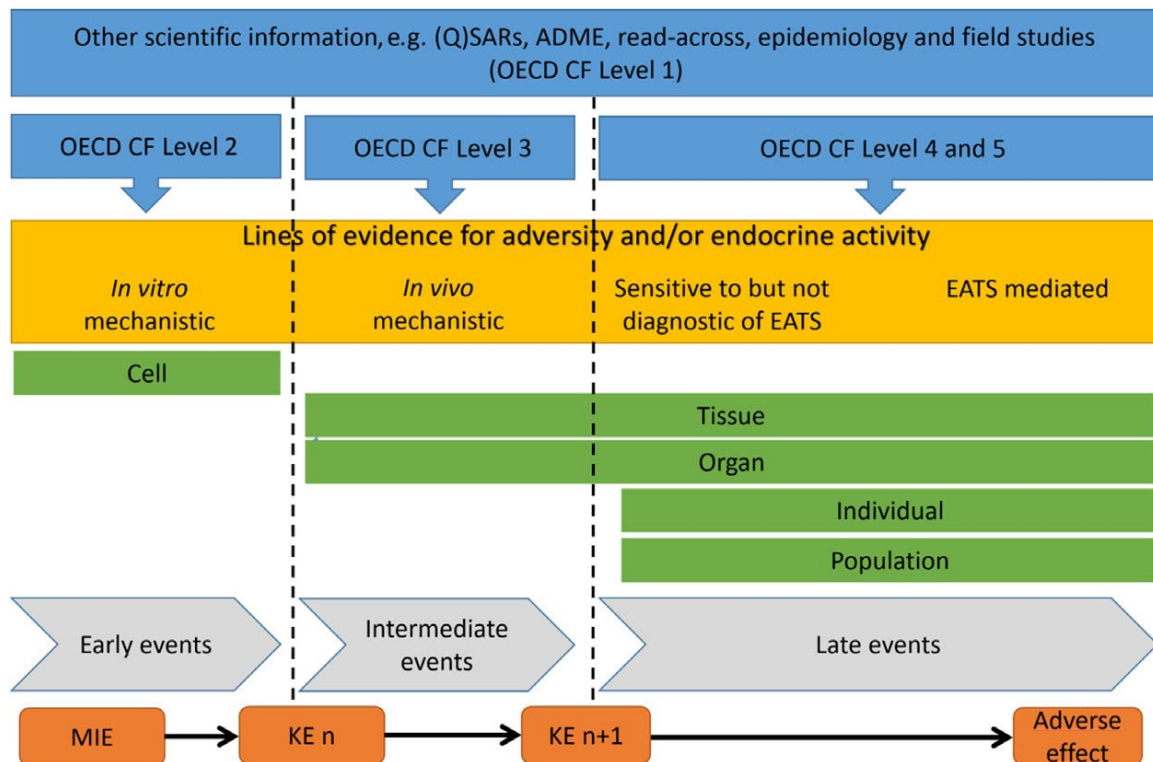 Other scientific information, e.g. (Q)SARs, ADME, read-across, epidemiology and field studies
(OECD CF Level 1)
OECD CF Level 2
OECD CF Level 3
OECD CF Level 4 and 5
Lines of evidence for adversity and/or endocrine activity
In vitro
mechanistic
In vivo
mechanistic
Sensitive to but not
diagnostic of EATS
EATS mediated
Cell
Tissue
Organ
Individual
Population
Early events
Intermediate
events
Late events
MIE
KE n
KE n+1
Adverse
effect